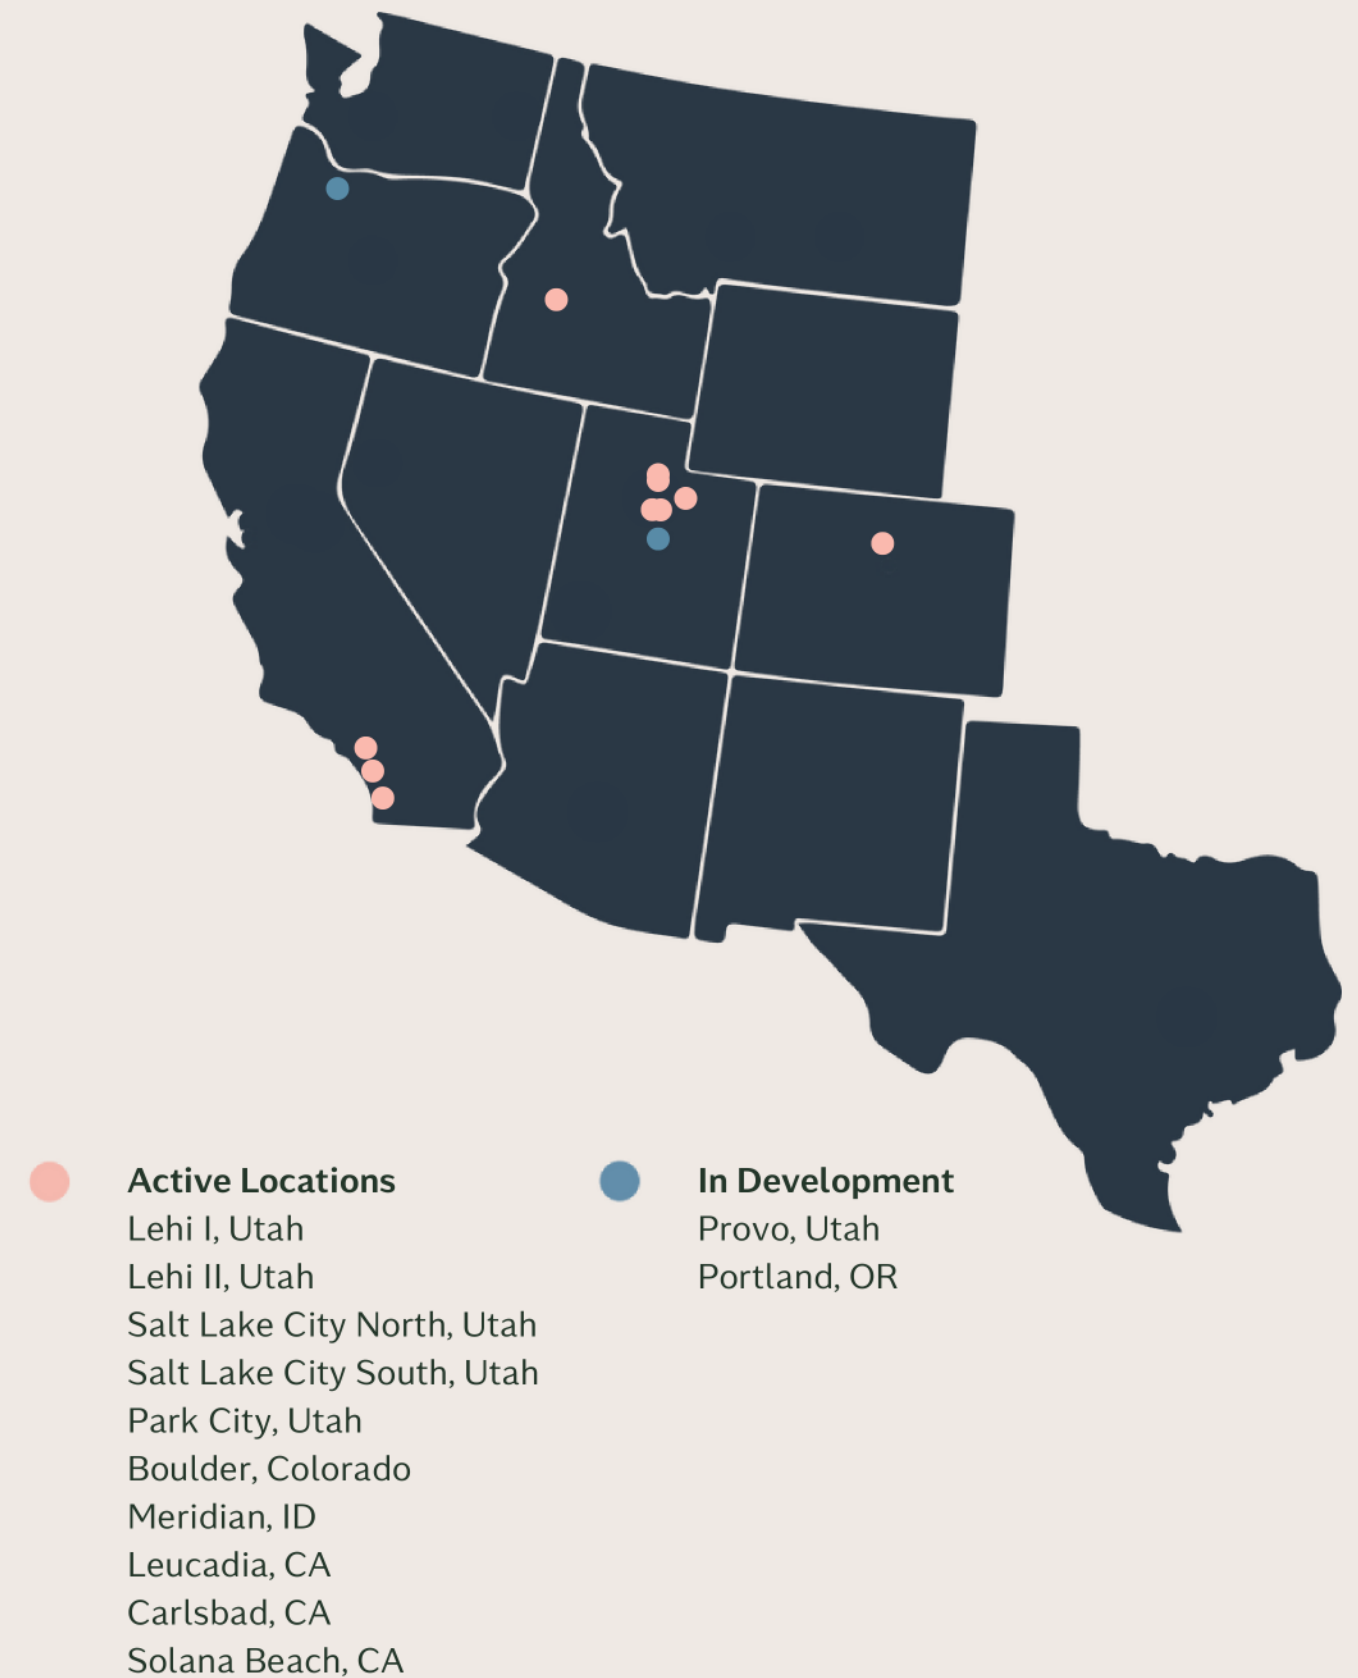 Active Locations
Lehi I, Utah
Lehi II, Utah
Salt Lake City North, Utah
Salt Lake City South, Utah
Park City, Utah
Boulder, Colorado
Meridian, ID
Leucadia, CA
Carlsbad, CA
Solana Beach, CA
In Development
Provo, Utah
Portland, OR